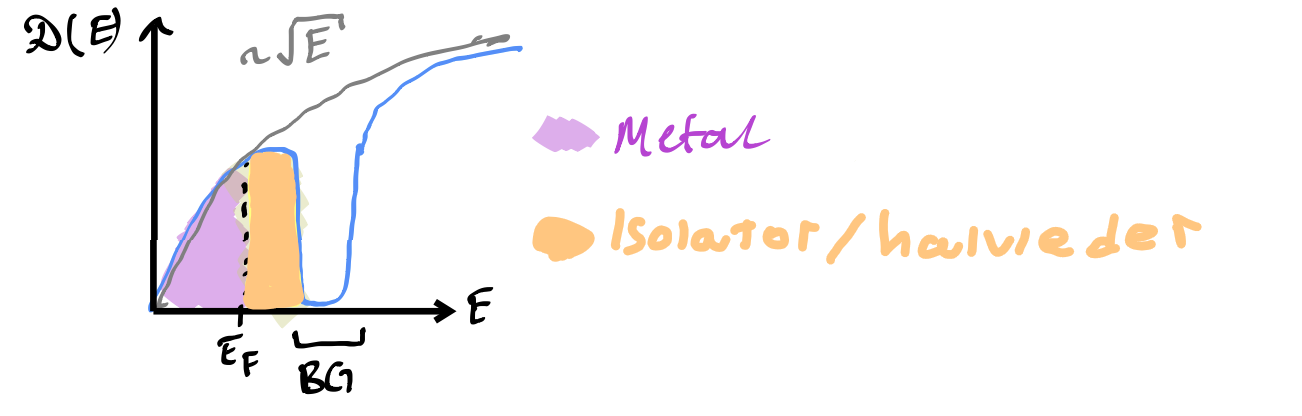 𝒟(E)
~√E
Metal
Isolator/halvleder
E
E_F
BG